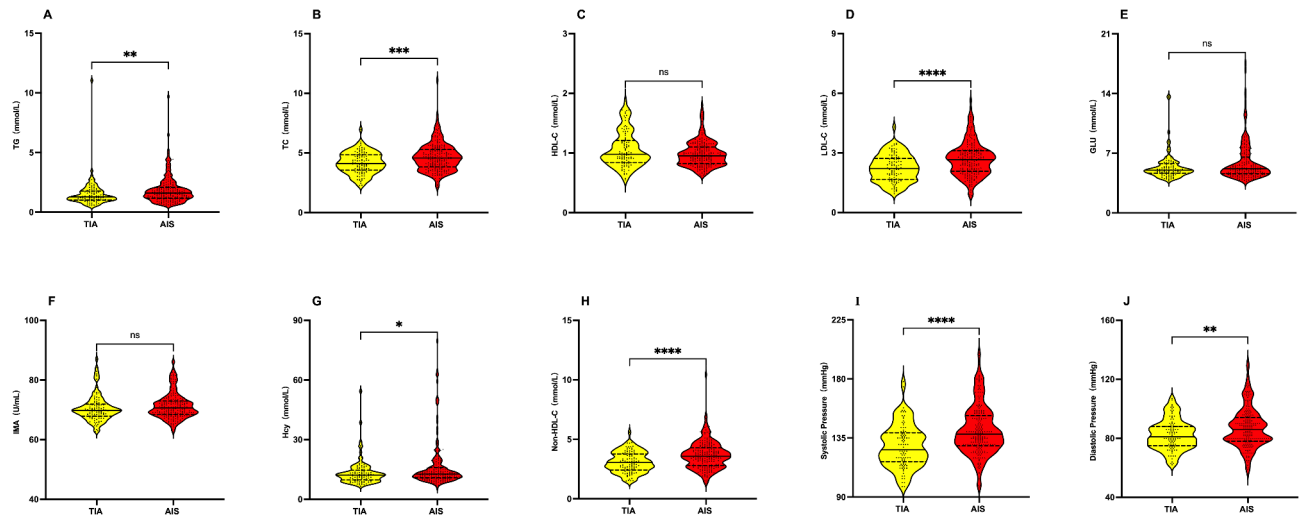 A
TG (mmol/L)
15
10
5
0
**
TIA AIS
B
TC (mmol/L)
15
10
5
0
***
TIA AIS
C
HDL-C (mmol/L)
3
2
1
0
ns
TIA AIS
D
LDL-C (mmol/L)
9
6
3
0
****
TIA AIS
E
GLU (mmol/L)
21
14
7
0
ns
TIA AIS
F
IMA (U/mL)
100
80
60
40
ns
TIA AIS
G
Hcy (mmol/L)
90
60
30
0
*
TIA AIS
H
Non-HDL-C (mmol/L)
15
10
5
0
****
TIA AIS
I
Systolic Pressure (mmHg)
225
180
135
90
****
TIA AIS
J
Diastolic Pressure (mmHg)
160
120
80
40
**
TIA AIS